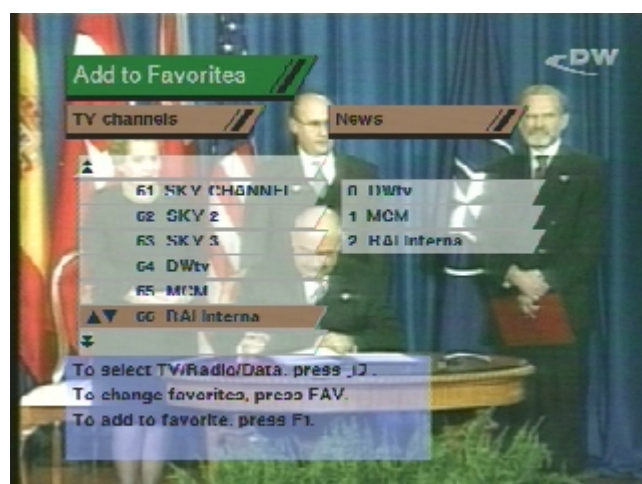 DW
Add to Favorites
TV channels
News
61 SKY CHANNEL
62 SKY 2
63 SKY 3
64 DWtv
65 MCM
66 RAI Interna
0 DWtv
1 MCM
2 RAI Interna
To select TV/Radio/Data, press
To change favorites, press FAV.
To add to favorite, press F1.